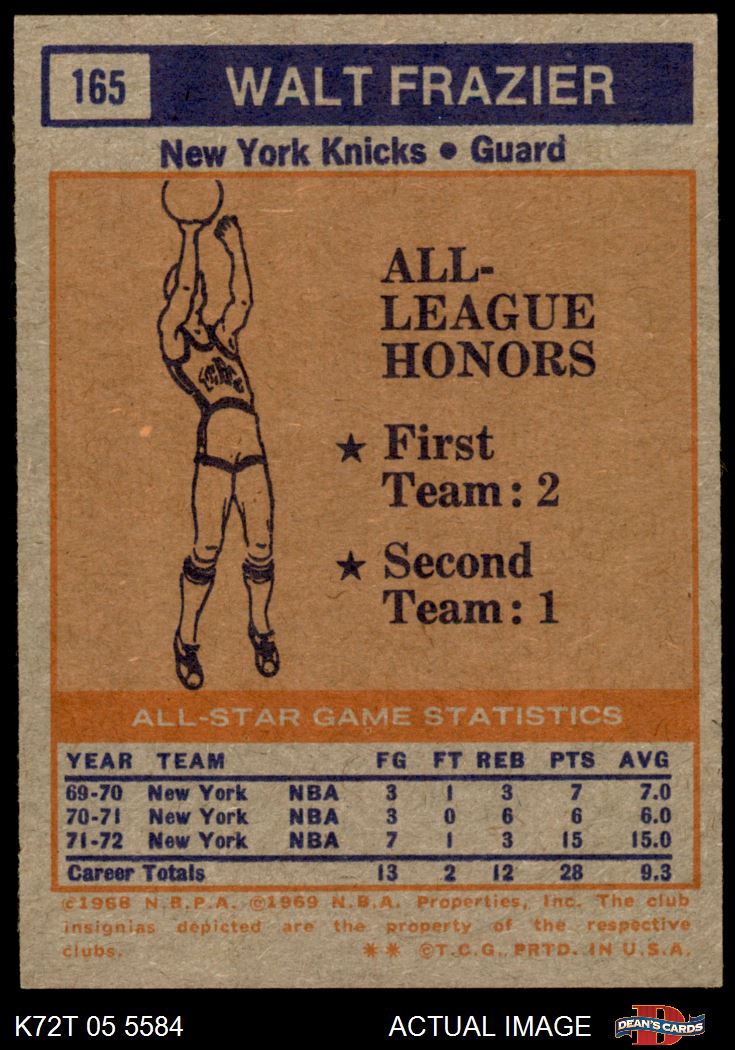 165 WALT FRAZIER
New York Knicks • Guard
ALL-
LEAGUE
HONORS
★ First
Team: 2
★ Second
Team: 1
ALL-STAR GAME STATISTICS
YEAR TEAM FG FT REB PTS AVG
69-70 New York NBA 3 1 3 7 7.0
70-71 New York NBA 3 0 6 6 6.0
71-72 New York NBA 7 1 3 15 15.0
Career Totals 13 2 12 28 9.3
©1968 N.B.P.A. ©1969 N.B.A. Properties, Inc. The club
insignias depicted are the property of the respective
clubs. ** ©T.C.G. PRTD. IN U.S.A.
K72T 05 5584 ACTUAL IMAGE
D
DEAN'S CARDS